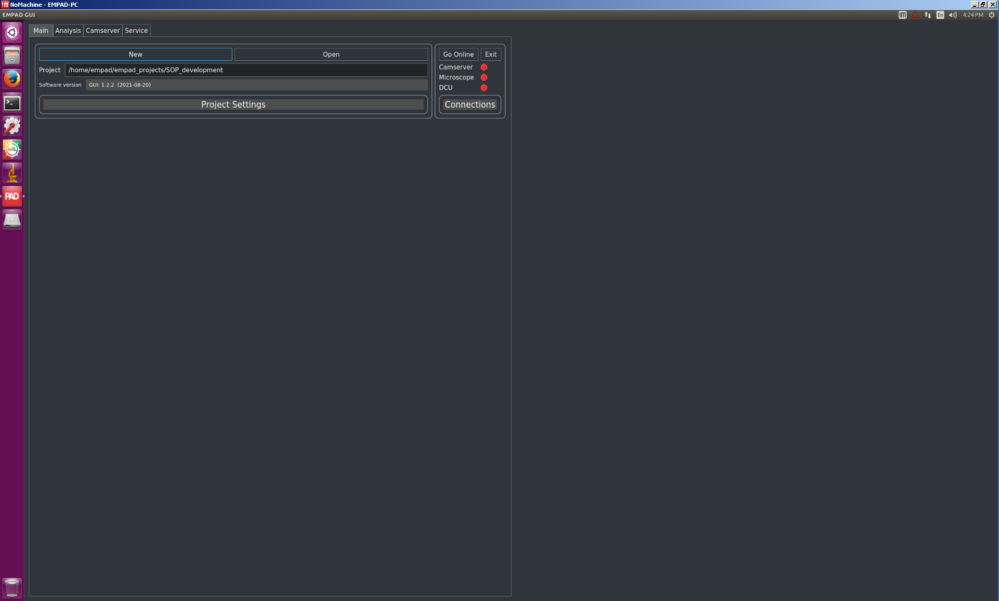 !m NoMachine - EMPAD-PC
EMPAD GUI
!m
En
4:24 PM
Main Analysis Camserver Service
New Open
Go Online Exit
Project /home/empad/empad_projects/SOP_development
Camserver
Software version GUI: 1.2.2 (2021-08-20)
Microscope
DCU
Project Settings
Connections
>_
MIL
PAD